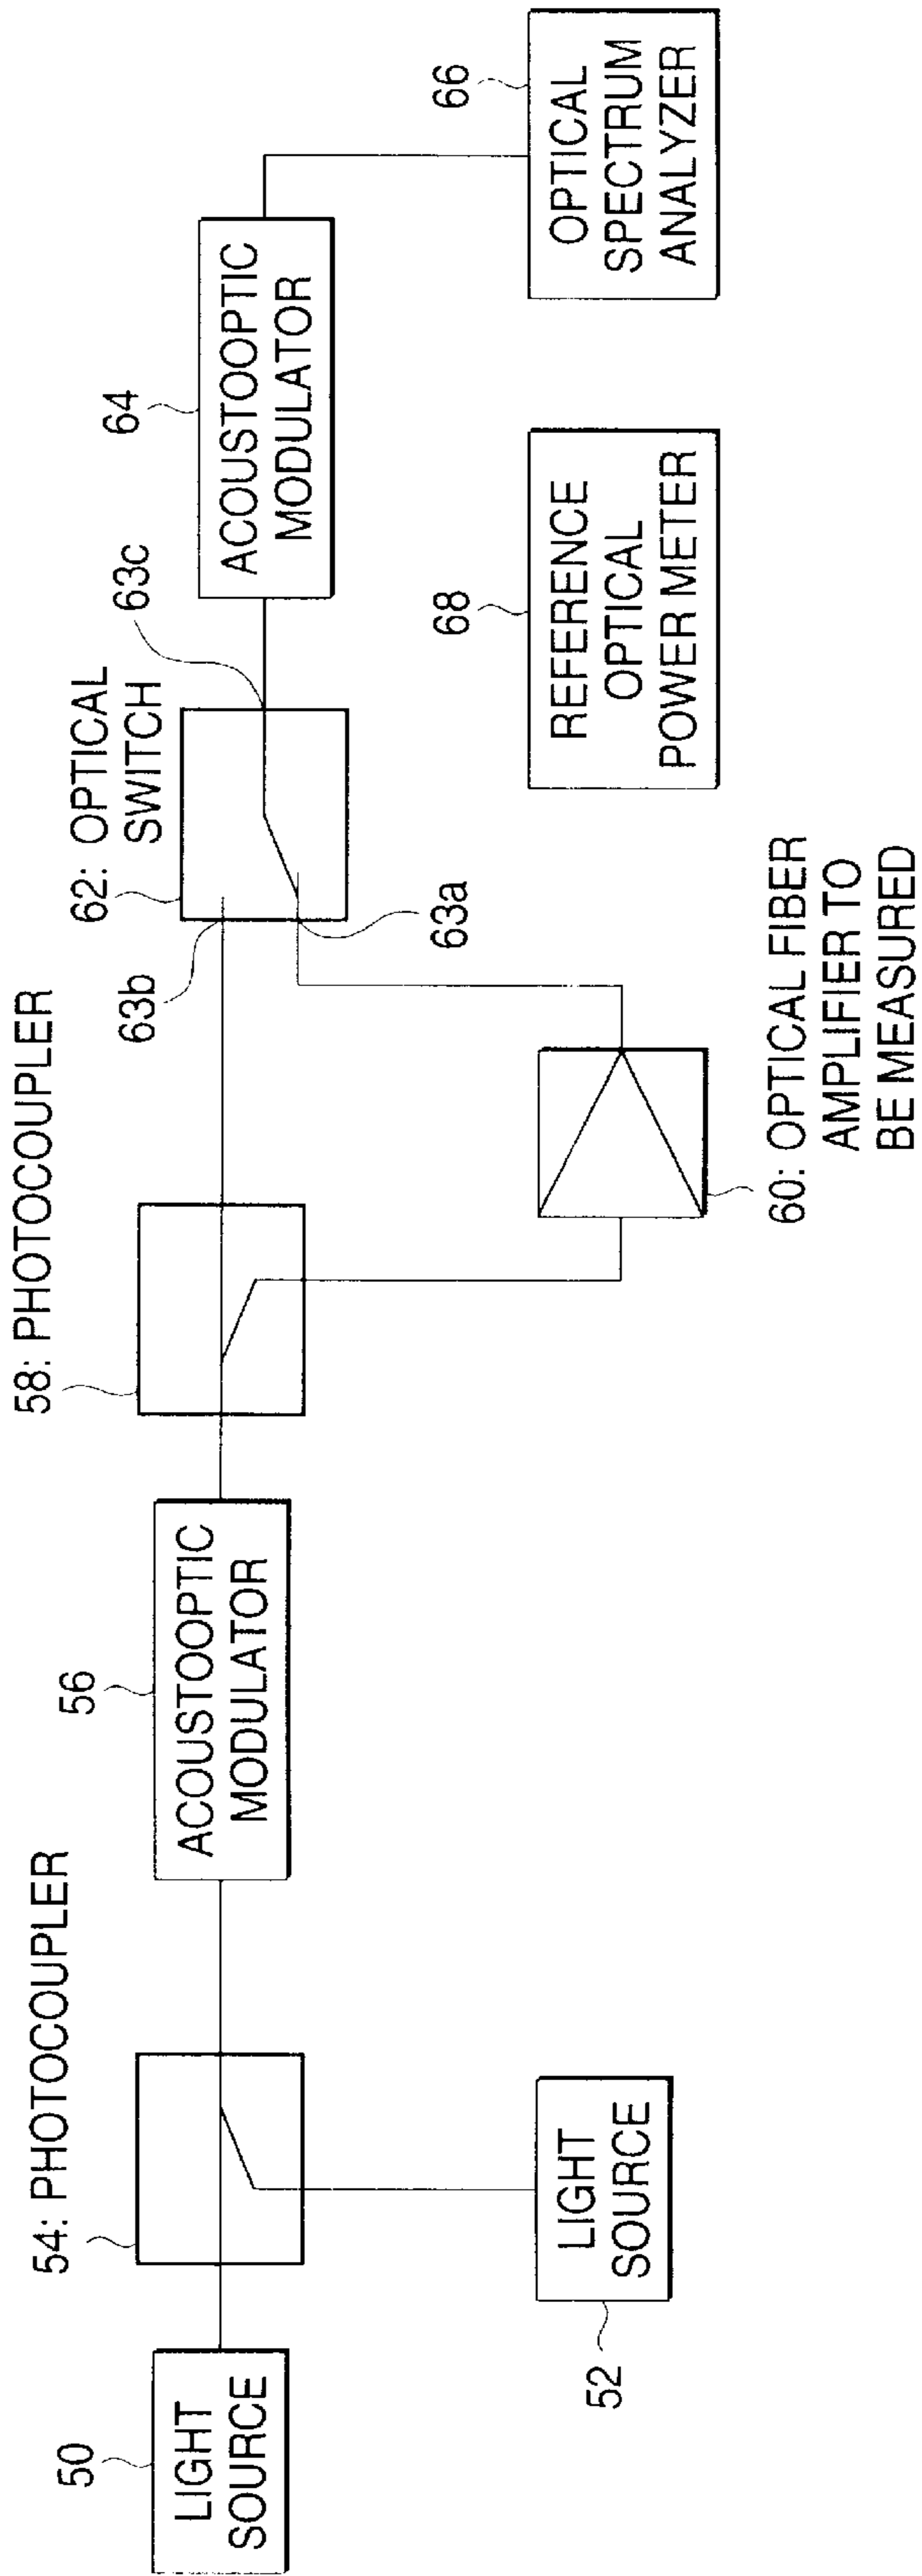 50
LIGHT
SOURCE
54: PHOTOCOUPLER
52
LIGHT
SOURCE
56
ACOUSTOOPTIC
MODULATOR
58: PHOTOCOUPLER
60: OPTICAL FIBER
AMPLIFIER TO
BE MEASURED
62: OPTICAL
SWITCH
63b
63a
63c
64
ACOUSTOOPTIC
MODULATOR
68
REFERENCE
OPTICAL
POWER METER
66
OPTICAL
SPECTRUM
ANALYZER